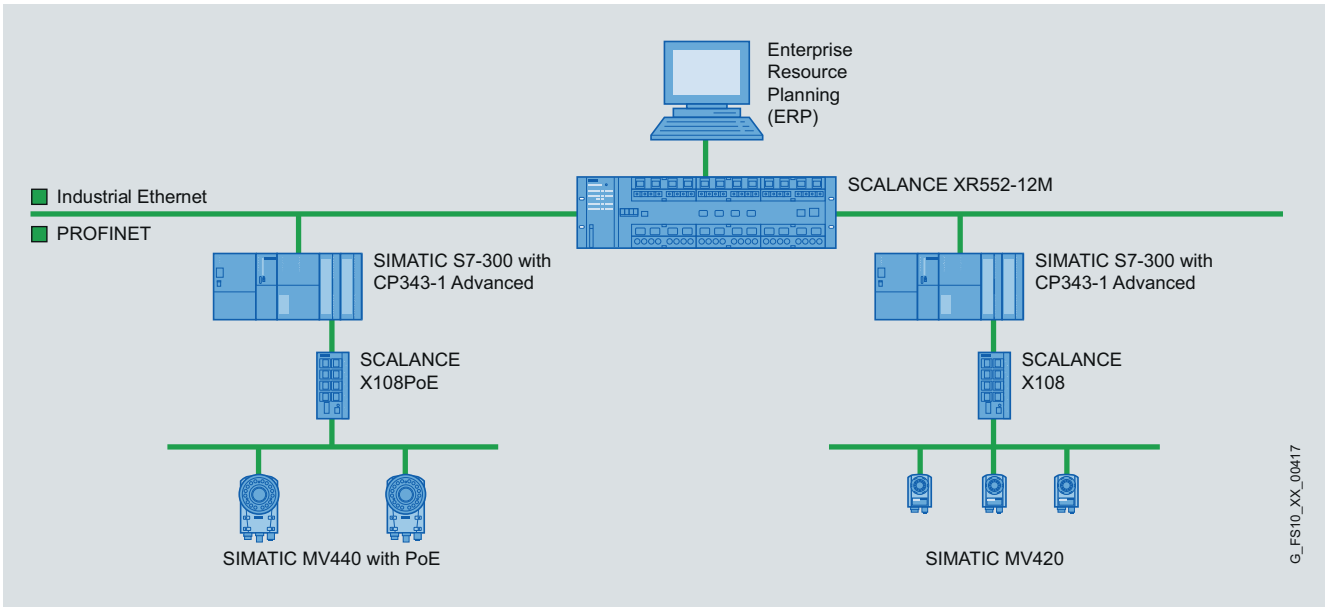 Enterprise
Resource
Planning
(ERP)
Industrial Ethernet
SCALANCE XR552-12M
PROFINET
SIMATIC S7-300 with
CP343-1 Advanced
SIMATIC S7-300 with
CP343-1 Advanced
SCALANCE
X108PoE
SCALANCE
X108
SIMATIC MV440 with PoE
SIMATIC MV420
G_FS10_XX_00417